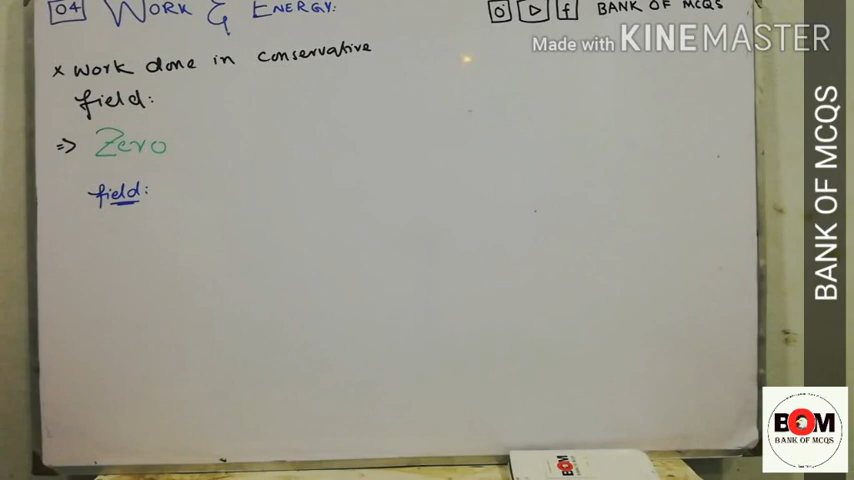 04 WORK & ENERGY:
BANK OF MCQS
Made with KINEMASTER
x Work done in conservative
field:
=> Zero
field:
BANK OF MCQS
BOM
BANK OF MCQS
BOM